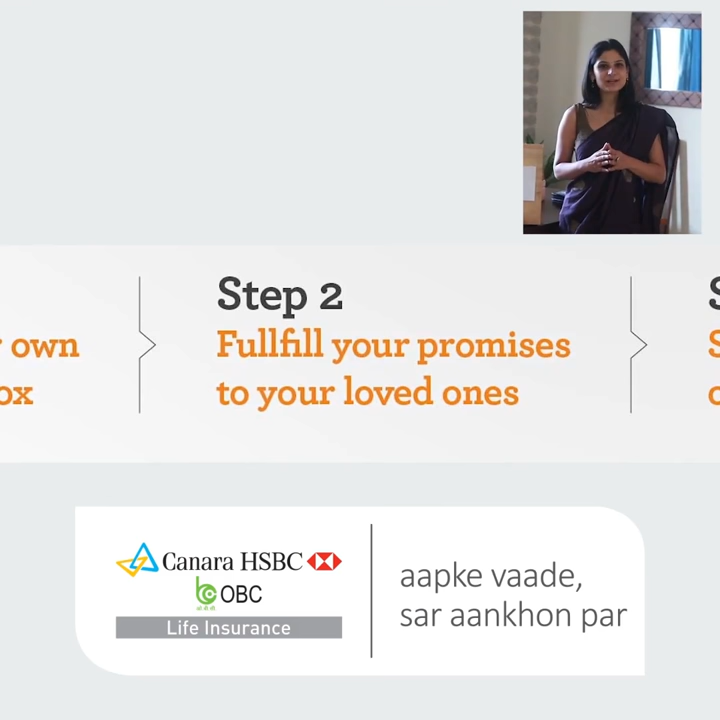 r own
ox
Step 2
Fullfill your promises
to your loved ones
S
S
Canara HSBC
OBC
Life Insurance
aapke vaade,
sar aankhon par